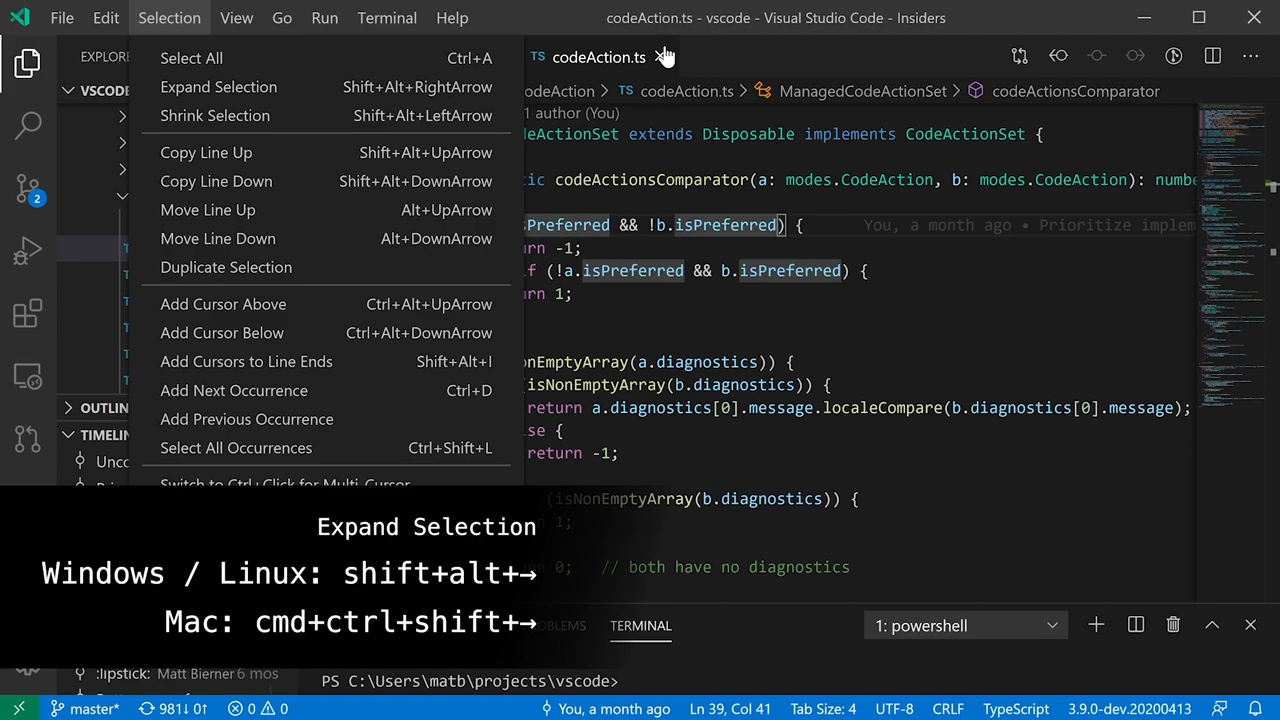 File Edit Selection View Go Run Terminal Help codeAction.ts - vscode - Visual Studio Code - Insiders
EXPLORE
TS codeAction.ts
VSCODE
Select All Ctrl+A
Expand Selection Shift+Alt+RightArrow
Shrink Selection Shift+Alt+LeftArrow
Copy Line Up Shift+Alt+UpArrow
Copy Line Down Shift+Alt+DownArrow
Move Line Up Alt+UpArrow
Move Line Down Alt+DownArrow
Duplicate Selection
Add Cursor Above Ctrl+Alt+UpArrow
Add Cursor Below Ctrl+Alt+DownArrow
Add Cursors to Line Ends Shift+Alt+I
Add Next Occurrence Ctrl+D
Add Previous Occurrence
Select All Occurrences Ctrl+Shift+L
Switch to Ctrl+Click for Multi-Cursor
odeAction > TS codeAction.ts > ManagedCodeActionSet > codeActionsComparator
1 author (You)
deActionSet extends Disposable implements CodeActionSet {
ic codeActionsComparator(a: modes.CodeAction, b: modes.CodeAction): numbe
Preferred && !b.isPreferred) { You, a month ago • Prioritize implem
urn -1;
f (!a.isPreferred && b.isPreferred) {
rn 1;
onEmptyArray(a.diagnostics)) {
isNonEmptyArray(b.diagnostics)) {
return a.diagnostics[0].message.localeCompare(b.diagnostics[0].message);
lse {
return -1;
(isNonEmptyArray(b.diagnostics)) {
n 1;
n 0; // both have no diagnostics
2
OUTLIN
TIMELIN
Unco
Expand Selection
Windows / Linux: shift+alt+→
Mac: cmd+ctrl+shift+→
OBLEMS TERMINAL 1: powershell
:lipstick: Matt Bierner 6 mos
PS C:\Users\matb\projects\vscode>
master* 981↓ 0↑ 0 0 You, a month ago Ln 39, Col 41 Tab Size: 4 UTF-8 CRLF TypeScript 3.9.0-dev.20200413